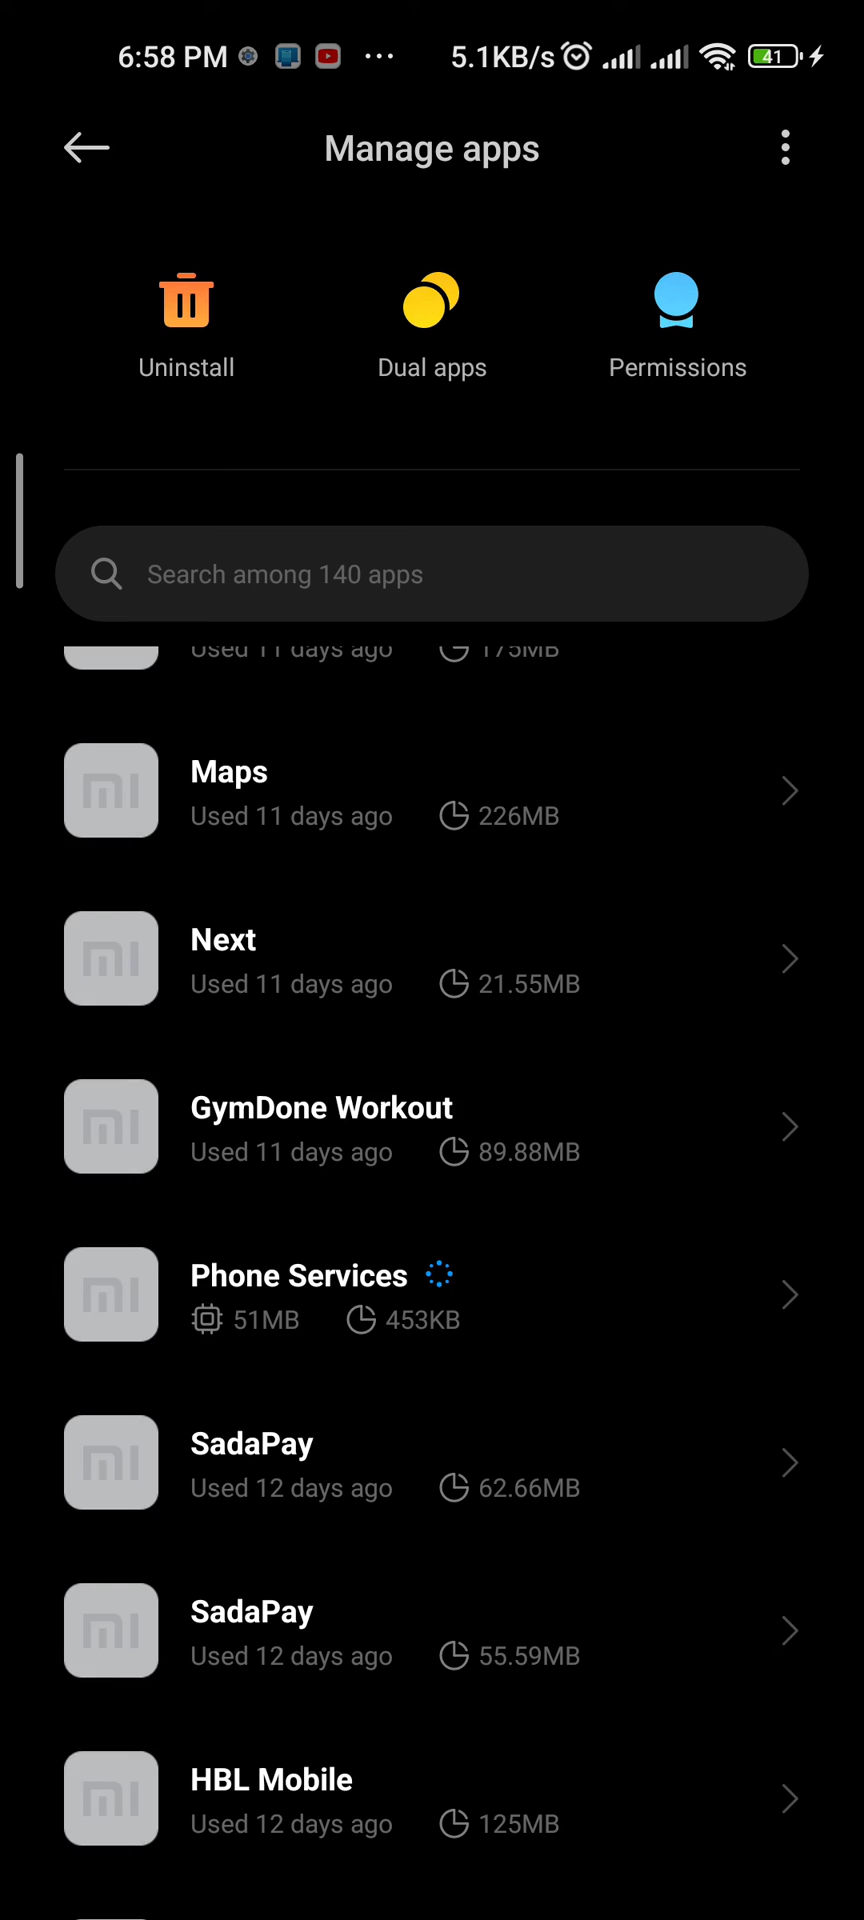 6:58 PM ... 5.1KB/s 41
Manage apps
Uninstall Dual apps Permissions
Search among 140 apps
Used 11 days ago 175MB
Maps
Used 11 days ago 226MB
Next
Used 11 days ago 21.55MB
GymDone Workout
Used 11 days ago 89.88MB
Phone Services
51MB 453KB
SadaPay
Used 12 days ago 62.66MB
SadaPay
Used 12 days ago 55.59MB
HBL Mobile
Used 12 days ago 125MB